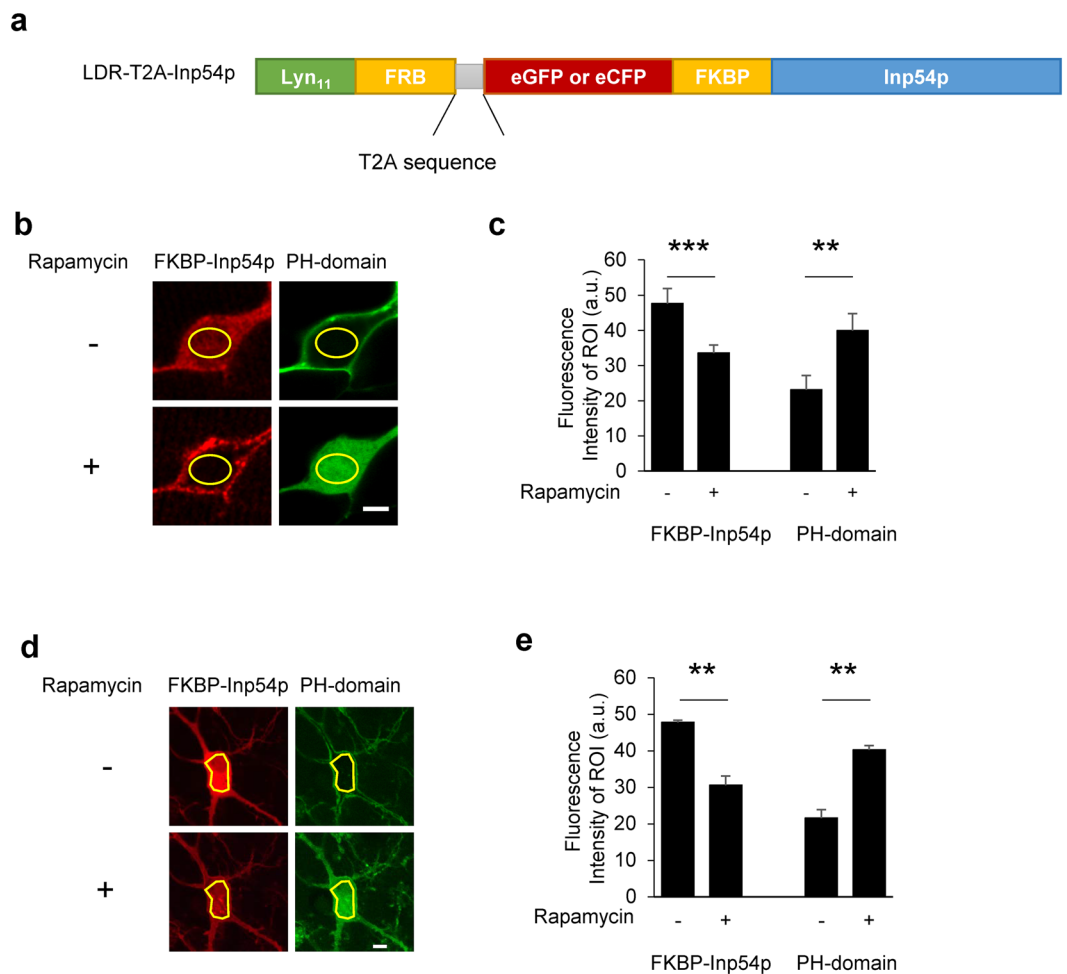 a
LDR-T2A-Inp54p
Lyn11 FRB eGFP or eCFP FKBP Inp54p
T2A sequence
b
Rapamycin FKBP-Inp54p PH-domain
-
+
c
*** **
Fluorescence
Intensity of ROI (a.u.)
60
50
40
30
20
10
0
Rapamycin - + - +
FKBP-Inp54p PH-domain
d
Rapamycin FKBP-Inp54p PH-domain
-
+
e
** **
Fluorescence
Intensity of ROI (a.u.)
60
50
40
30
20
10
0
Rapamycin - + - +
FKBP-Inp54p PH-domain